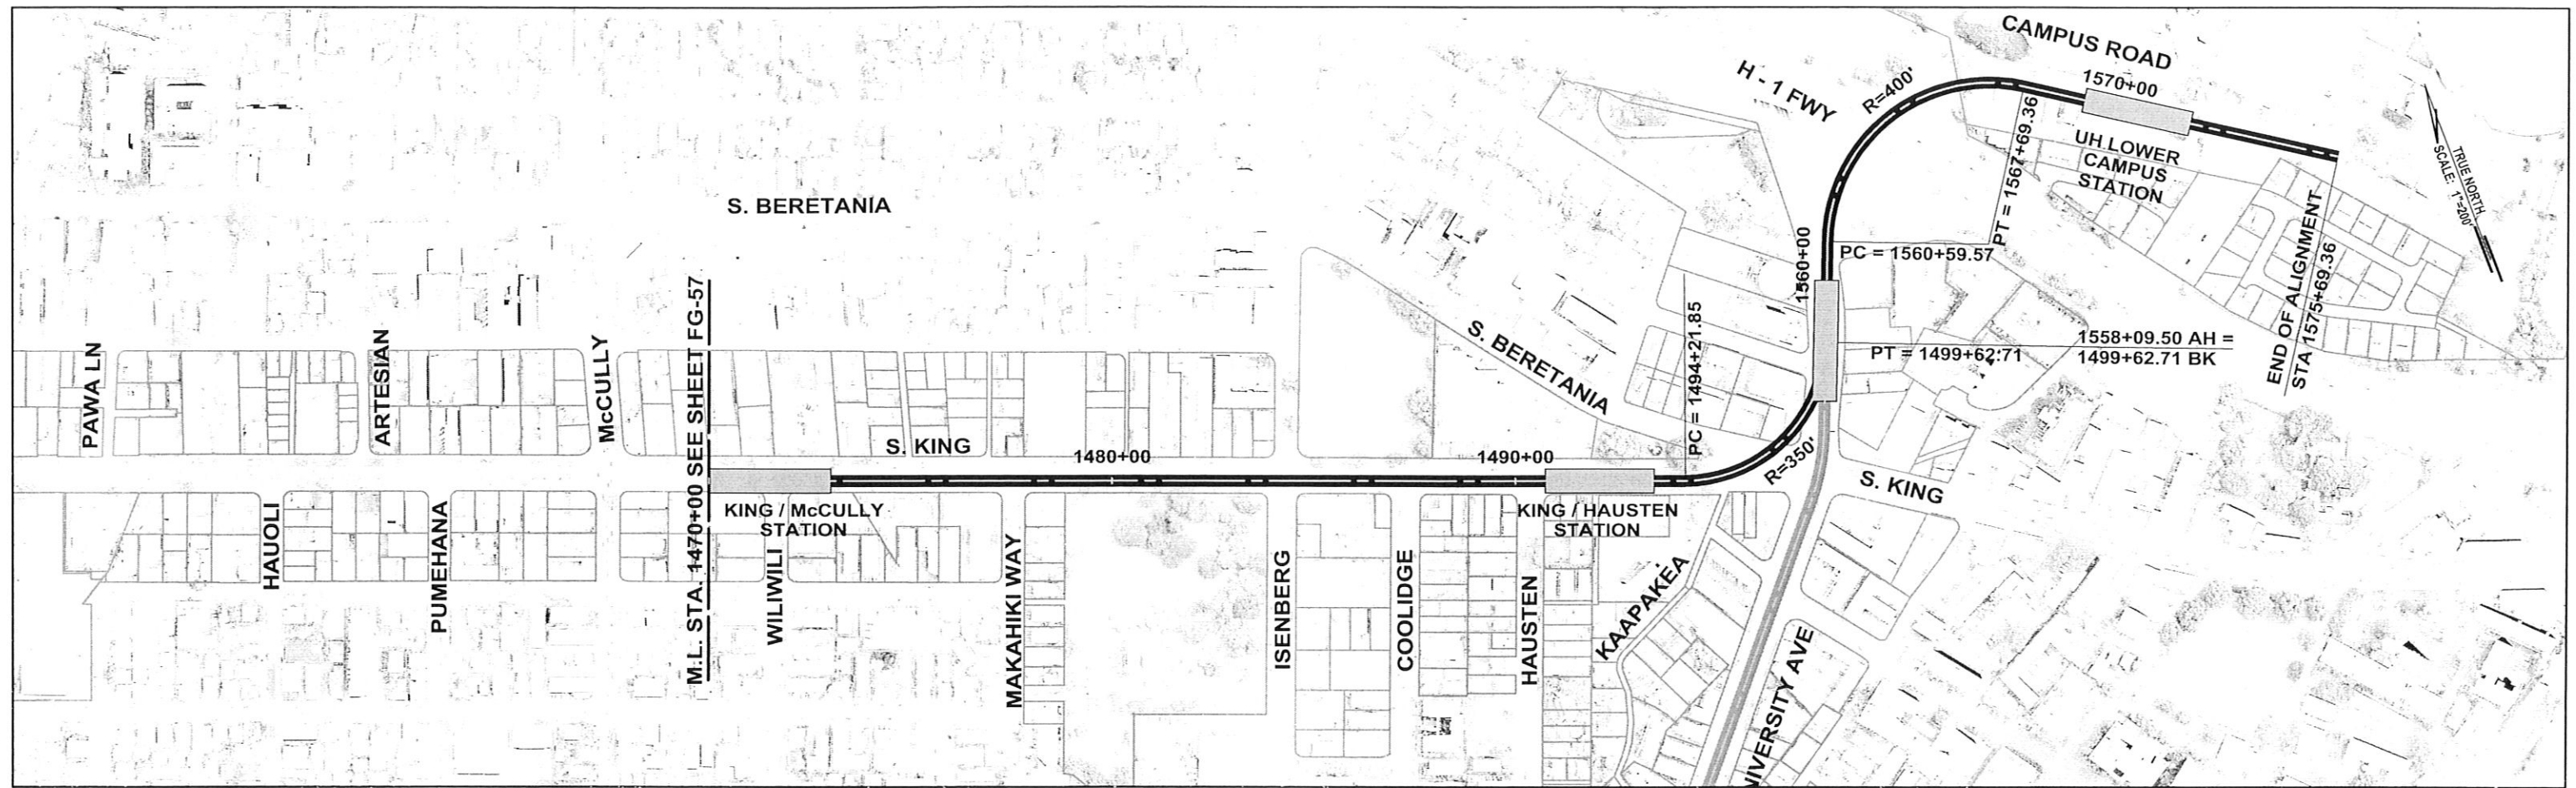 CAMPUS ROAD
1570+00
H - 1 FWY
R=400'
PT = 1567+69.36
UH LOWER
CAMPUS
STATION
TRUE NORTH
SCALE: 1"=200'
S. BERETANIA
1560+00
PC = 1560+59.57
END OF ALIGNMENT
STA 1575+69.36
1558+09.50 AH =
1499+62.71 BK
PT = 1499+62.71
S. BERETANIA
PC = 1494+21.85
PAWA LN
ARTESIAN
McCULLY
M.L. STA. 1470+00 SEE SHEET FG-57
S. KING
1480+00
1490+00
R=350'
S. KING
KING / McCULLY
STATION
KING / HAUSTEN
STATION
HAUOLI
PUMEHANA
WILIWILI
MAKAHIKI WAY
ISENBERG
COOLIDGE
HAUSTEN
KAAPAKEA
NIVERSITY AVE